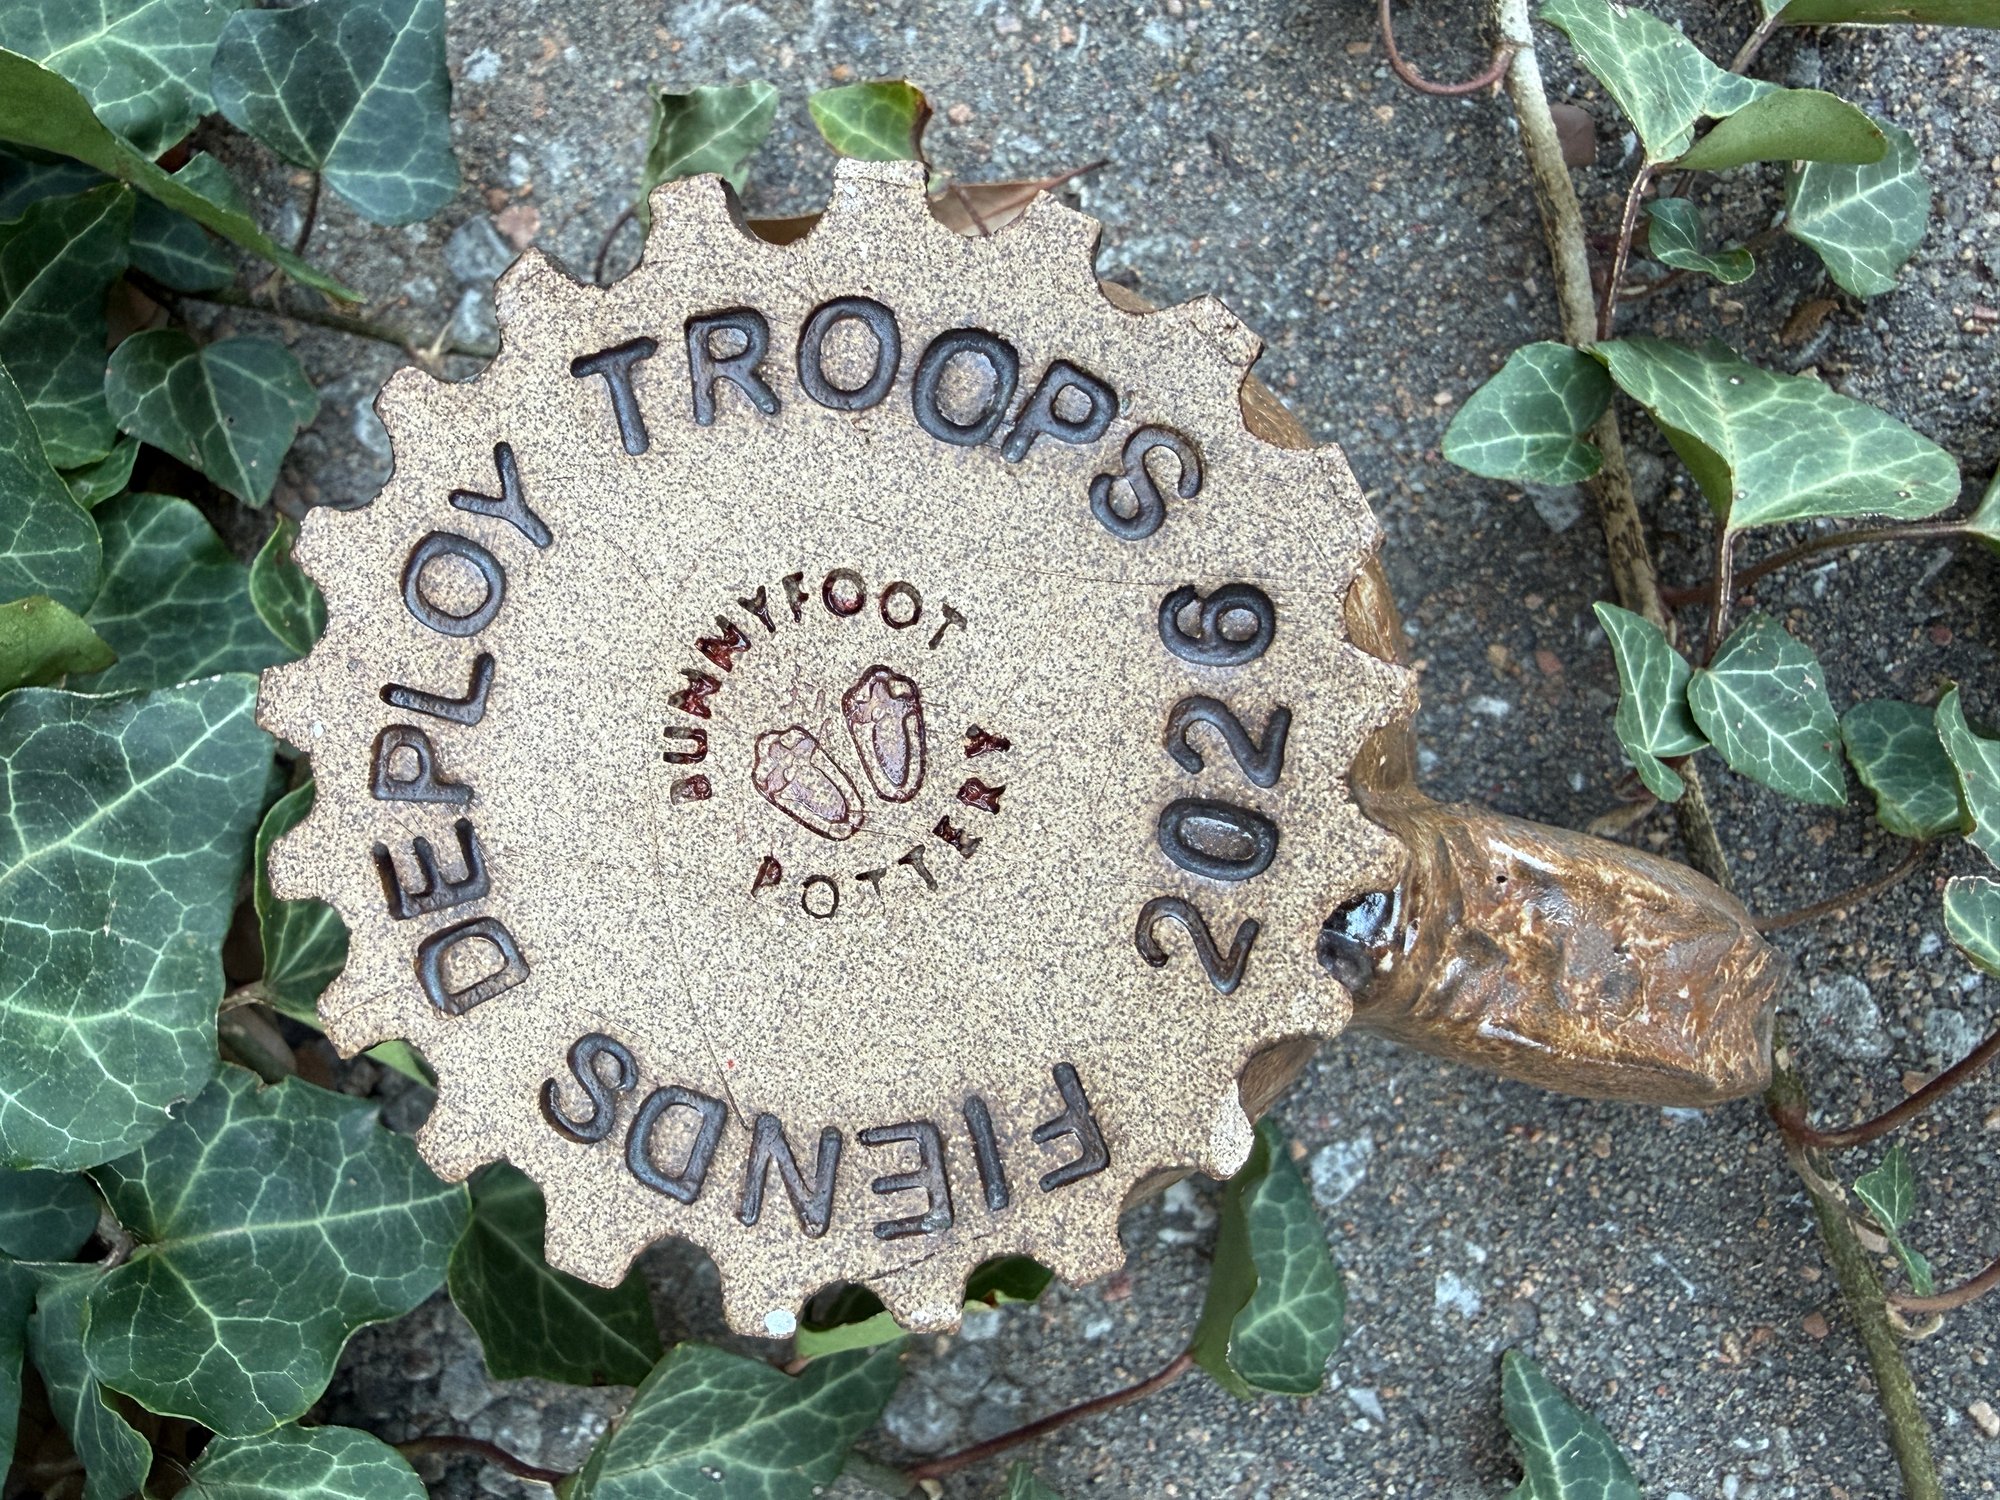 FIENDS DEPLOY TROOPS
2026
BUNNYFOOT
POTTERY